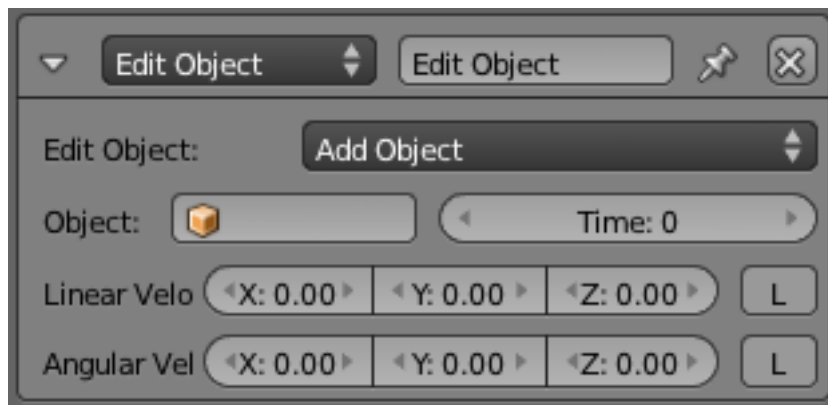 Edit Object Edit Object
Edit Object: Add Object
Object: Time: 0
Linear Velo X: 0.00 Y: 0.00 Z: 0.00 L
Angular Vel X: 0.00 Y: 0.00 Z: 0.00 L